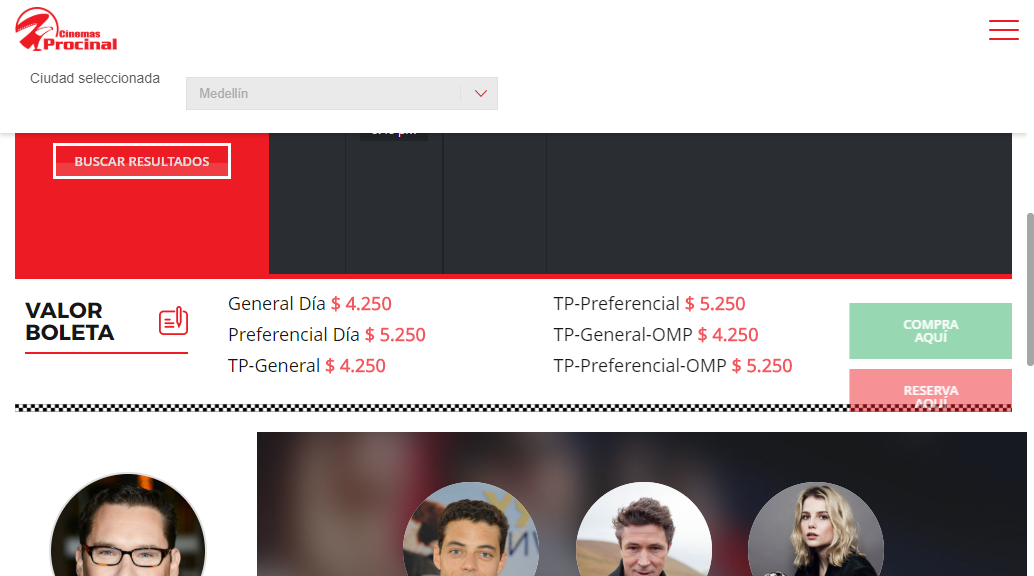 Cinemas
Procinal
Ciudad seleccionada
Medellín
BUSCAR RESULTADOS
VALOR
BOLETA
General Día $ 4.250
Preferencial Día $ 5.250
TP-General $ 4.250
TP-Preferencial $ 5.250
TP-General-OMP $ 4.250
TP-Preferencial-OMP $ 5.250
COMPRA
AQUÍ
RESERVA
AQUÍ